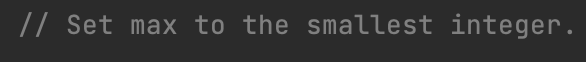 // Set max to the smallest integer.